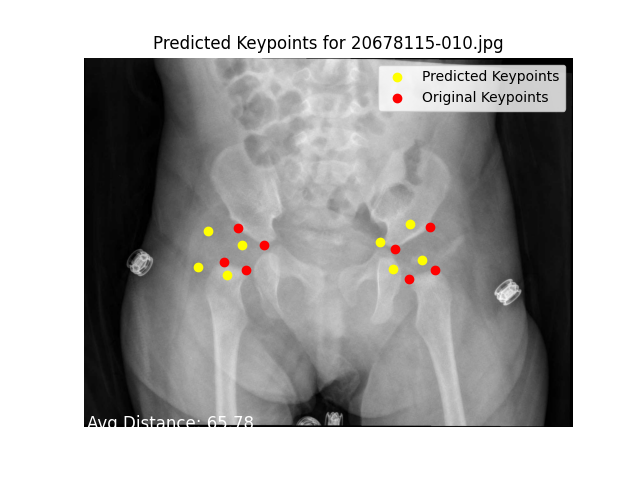 Predicted Keypoints for 20678115-010.jpg
Predicted Keypoints
Original Keypoints
Avg Distance: 65.78